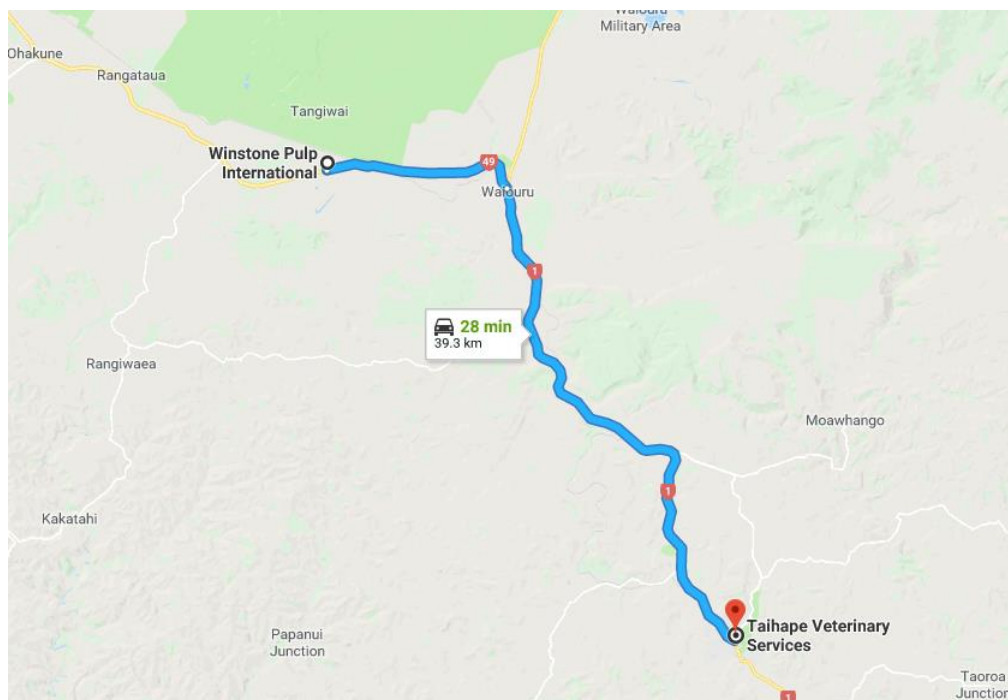 Waiouru
Military Area
Ohakune
Rangataua
Tangiwai
Winstone Pulp
International
49
Waiouru
1
28 min
39.3 km
Rangiwaea
Moawhango
1
Kakatahi
Taihape Veterinary
Services
Papanui
Junction
Taoroa
Junction
1